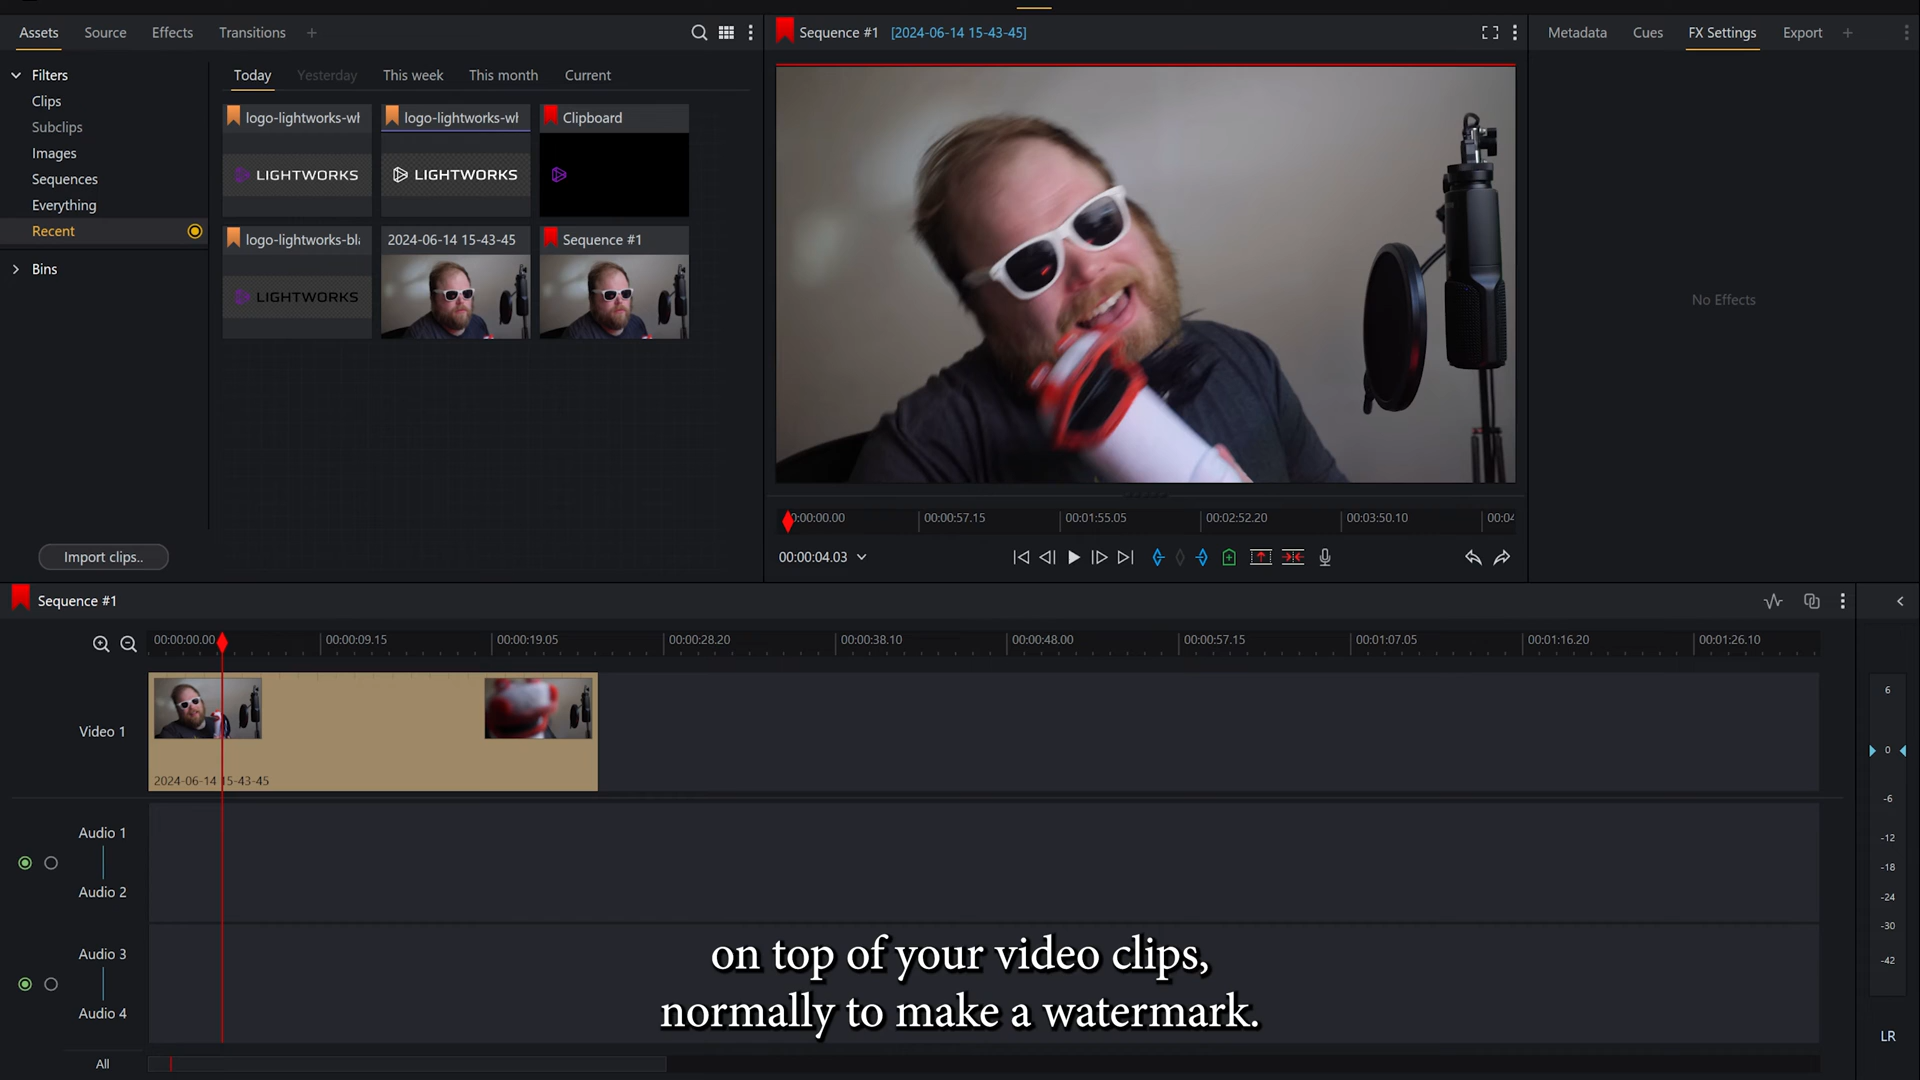 Assets
Source
Effects
Transitions
Sequence #1
[2024-06-14 15-43-45]
Metadata
Cues
FX Settings
Export
Filters
Clips
Subclips
Images
Sequences
Everything
Recent
Bins
Today
Yesterday
This week
This month
Current
logo-lightworks-wh
logo-lightworks-wh
Clipboard
LIGHTWORKS
LIGHTWORKS
logo-lightworks-bl
2024-06-14 15-43-45
Sequence #1
LIGHTWORKS
No Effects
Import clips..
0:00:00.00
00:00:57.15
00:01:55.05
00:02:52.20
00:03:50.10
00:04
00:00:04.03
Sequence #1
00:00:00.00
00:00:09.15
00:00:19.05
00:00:28.20
00:00:38.10
00:00:48.00
00:00:57.15
00:01:07.05
00:01:16.20
00:01:26.10
Video 1
2024-06-14 15-43-45
Audio 1
Audio 2
Audio 3
Audio 4
All
6
0
-6
-12
-18
-24
-30
-42
LR
on top of your video clips,
normally to make a watermark.